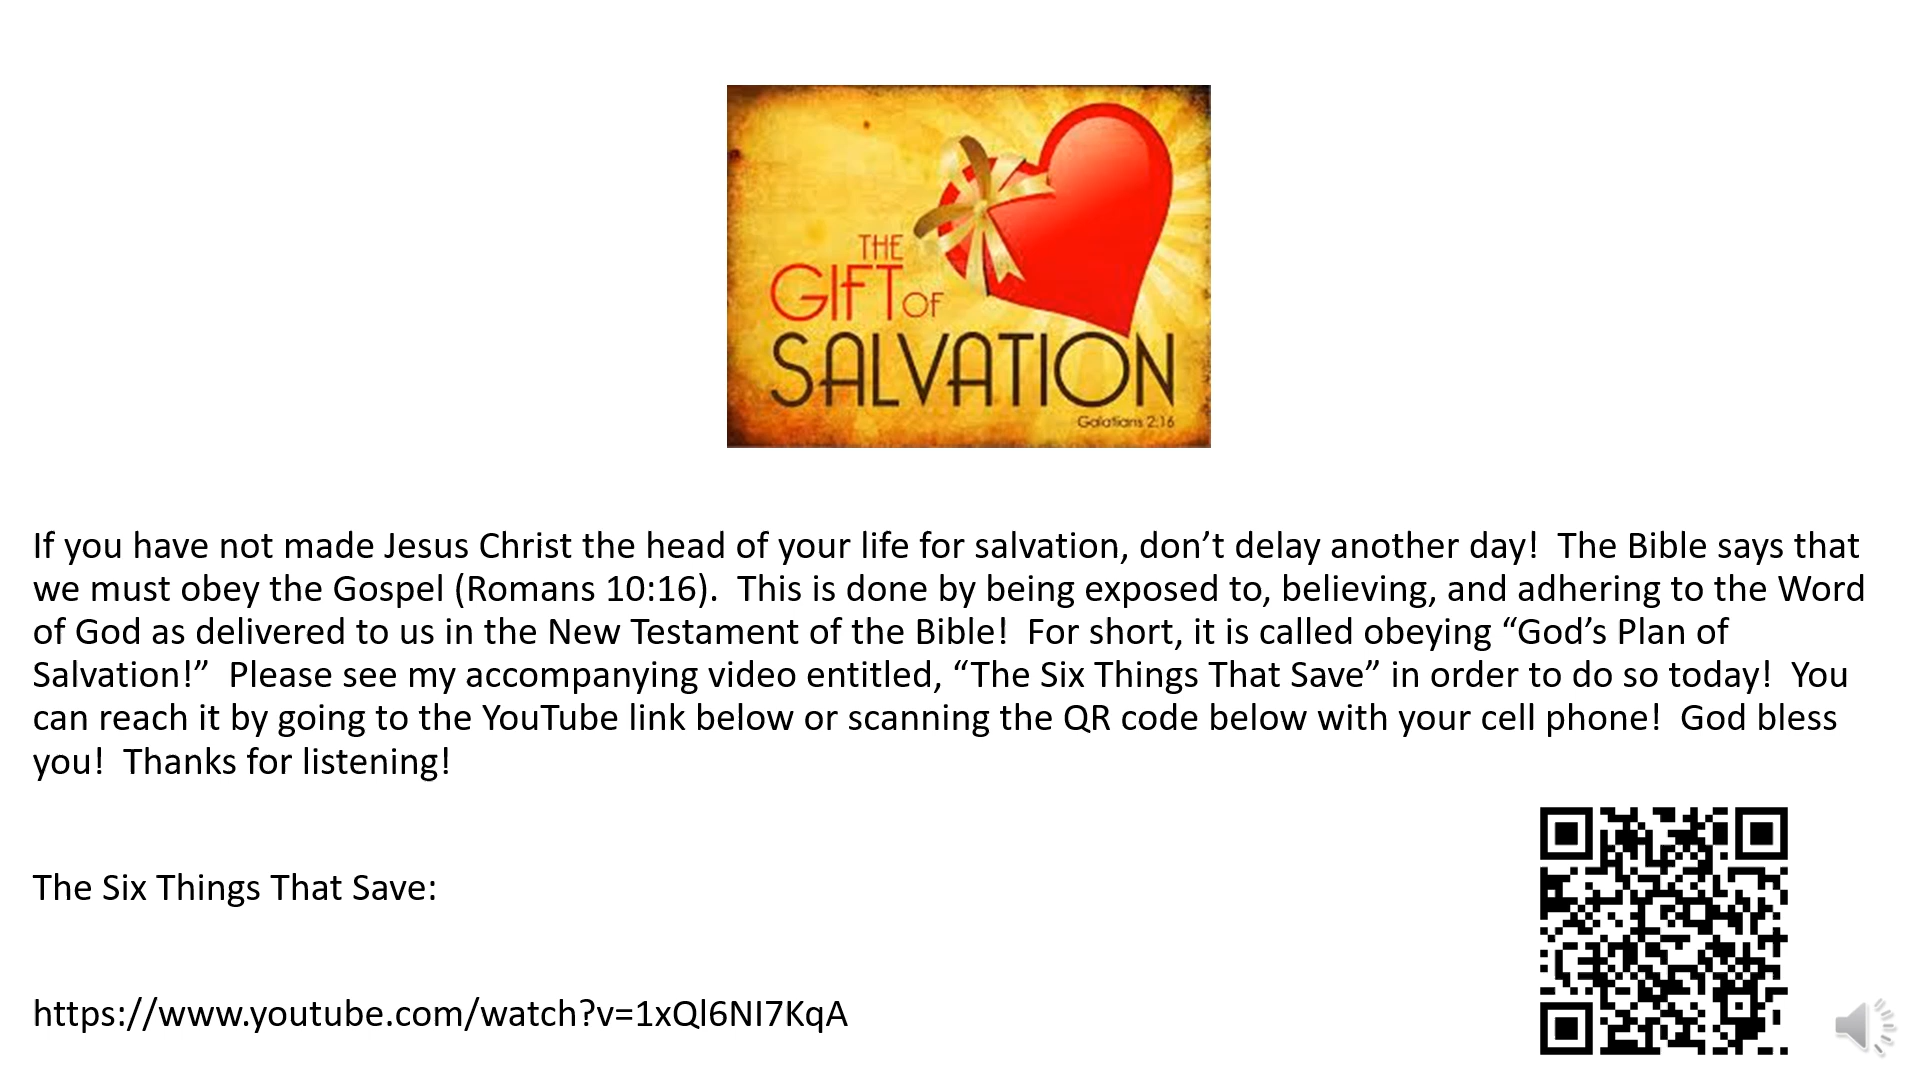 THE
GIFT OF
SALVATION
Galatians 2:16
If you have not made Jesus Christ the head of your life for salvation, don’t delay another day!  The Bible says that
we must obey the Gospel (Romans 10:16).  This is done by being exposed to, believing, and adhering to the Word
of God as delivered to us in the New Testament of the Bible!  For short, it is called obeying “God’s Plan of
Salvation!”  Please see my accompanying video entitled, “The Six Things That Save” in order to do so today!  You
can reach it by going to the YouTube link below or scanning the QR code below with your cell phone!  God bless
you!  Thanks for listening!
The Six Things That Save:
https://www.youtube.com/watch?v=1xQl6NI7KqA